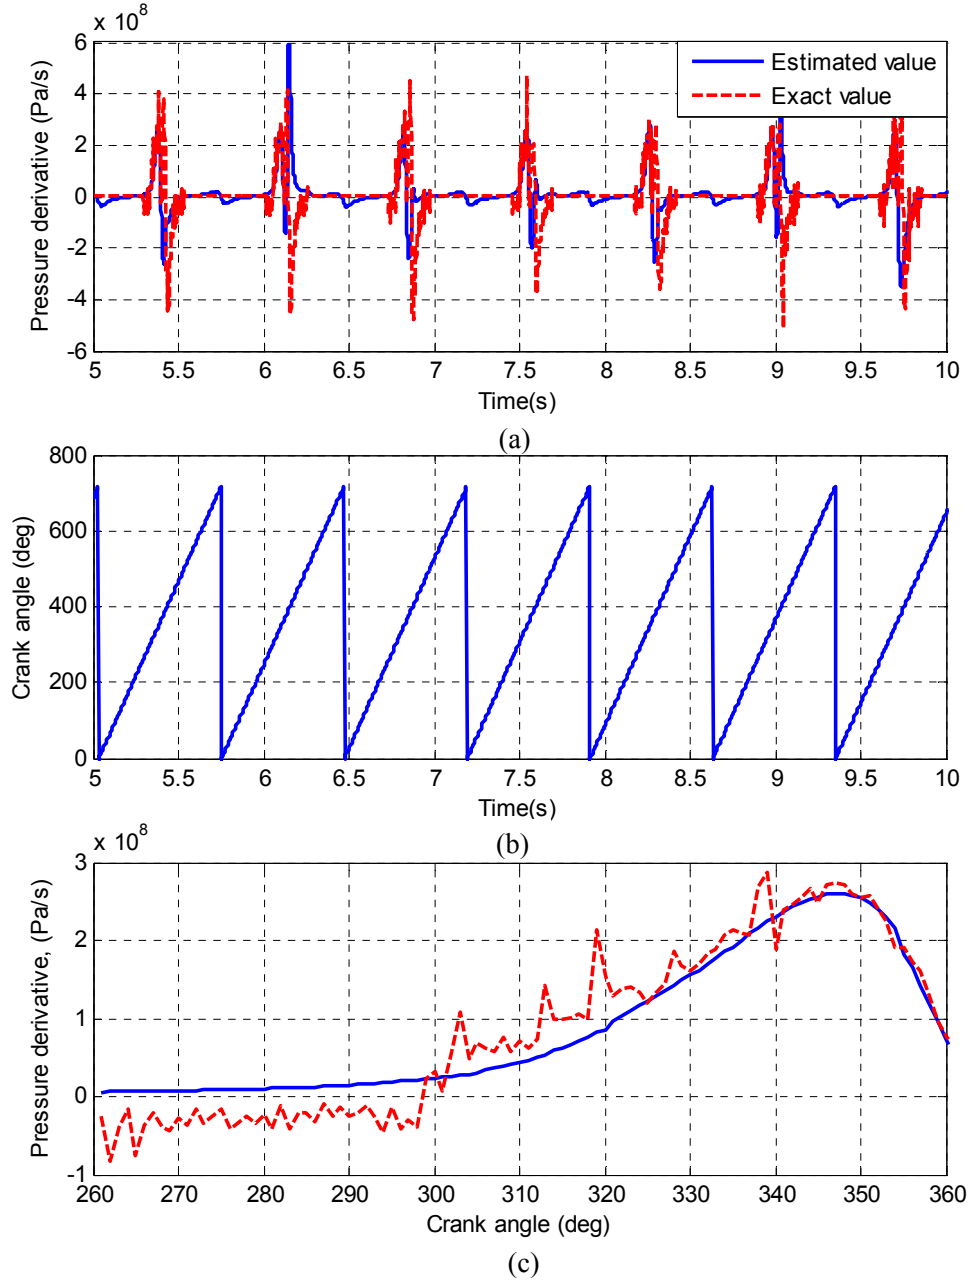 x 10⁸
6
4
2
0
-2
-4
-6
Pressure derivative (Pa/s)
Estimated value
Exact value
5 5.5 6 6.5 7 7.5 8 8.5 9 9.5 10
Time(s)
(a)
800
600
400
200
0
Crank angle (deg)
5 5.5 6 6.5 7 7.5 8 8.5 9 9.5 10
Time(s)
(b)
x 10⁸
3
2
1
0
-1
Pressure derivative, (Pa/s)
260 270 280 290 300 310 320 330 340 350 360
Crank angle (deg)
(c)